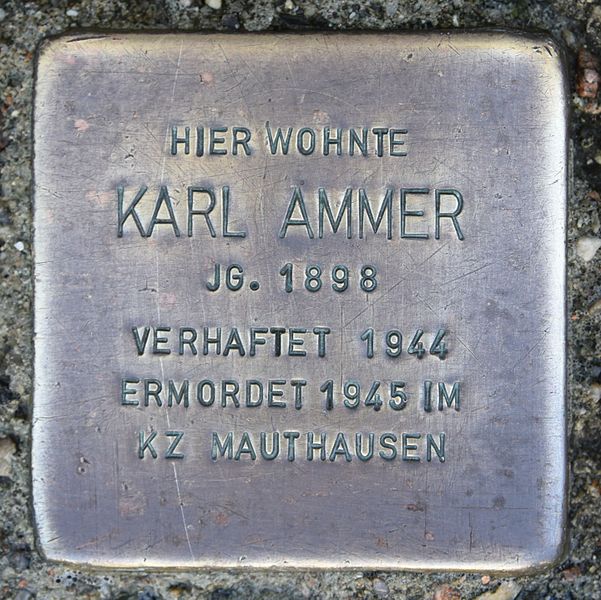 HIER WOHNTE
KARL AMMER
JG. 1898
VERHAFTET 1944
ERMORDET 1945 IM
KZ MAUTHAUSEN